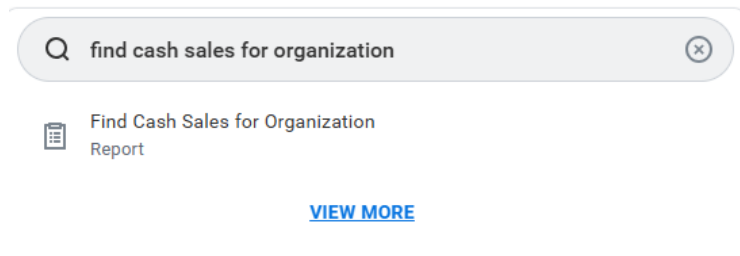 find cash sales for organization
Find Cash Sales for Organization
Report
VIEW MORE